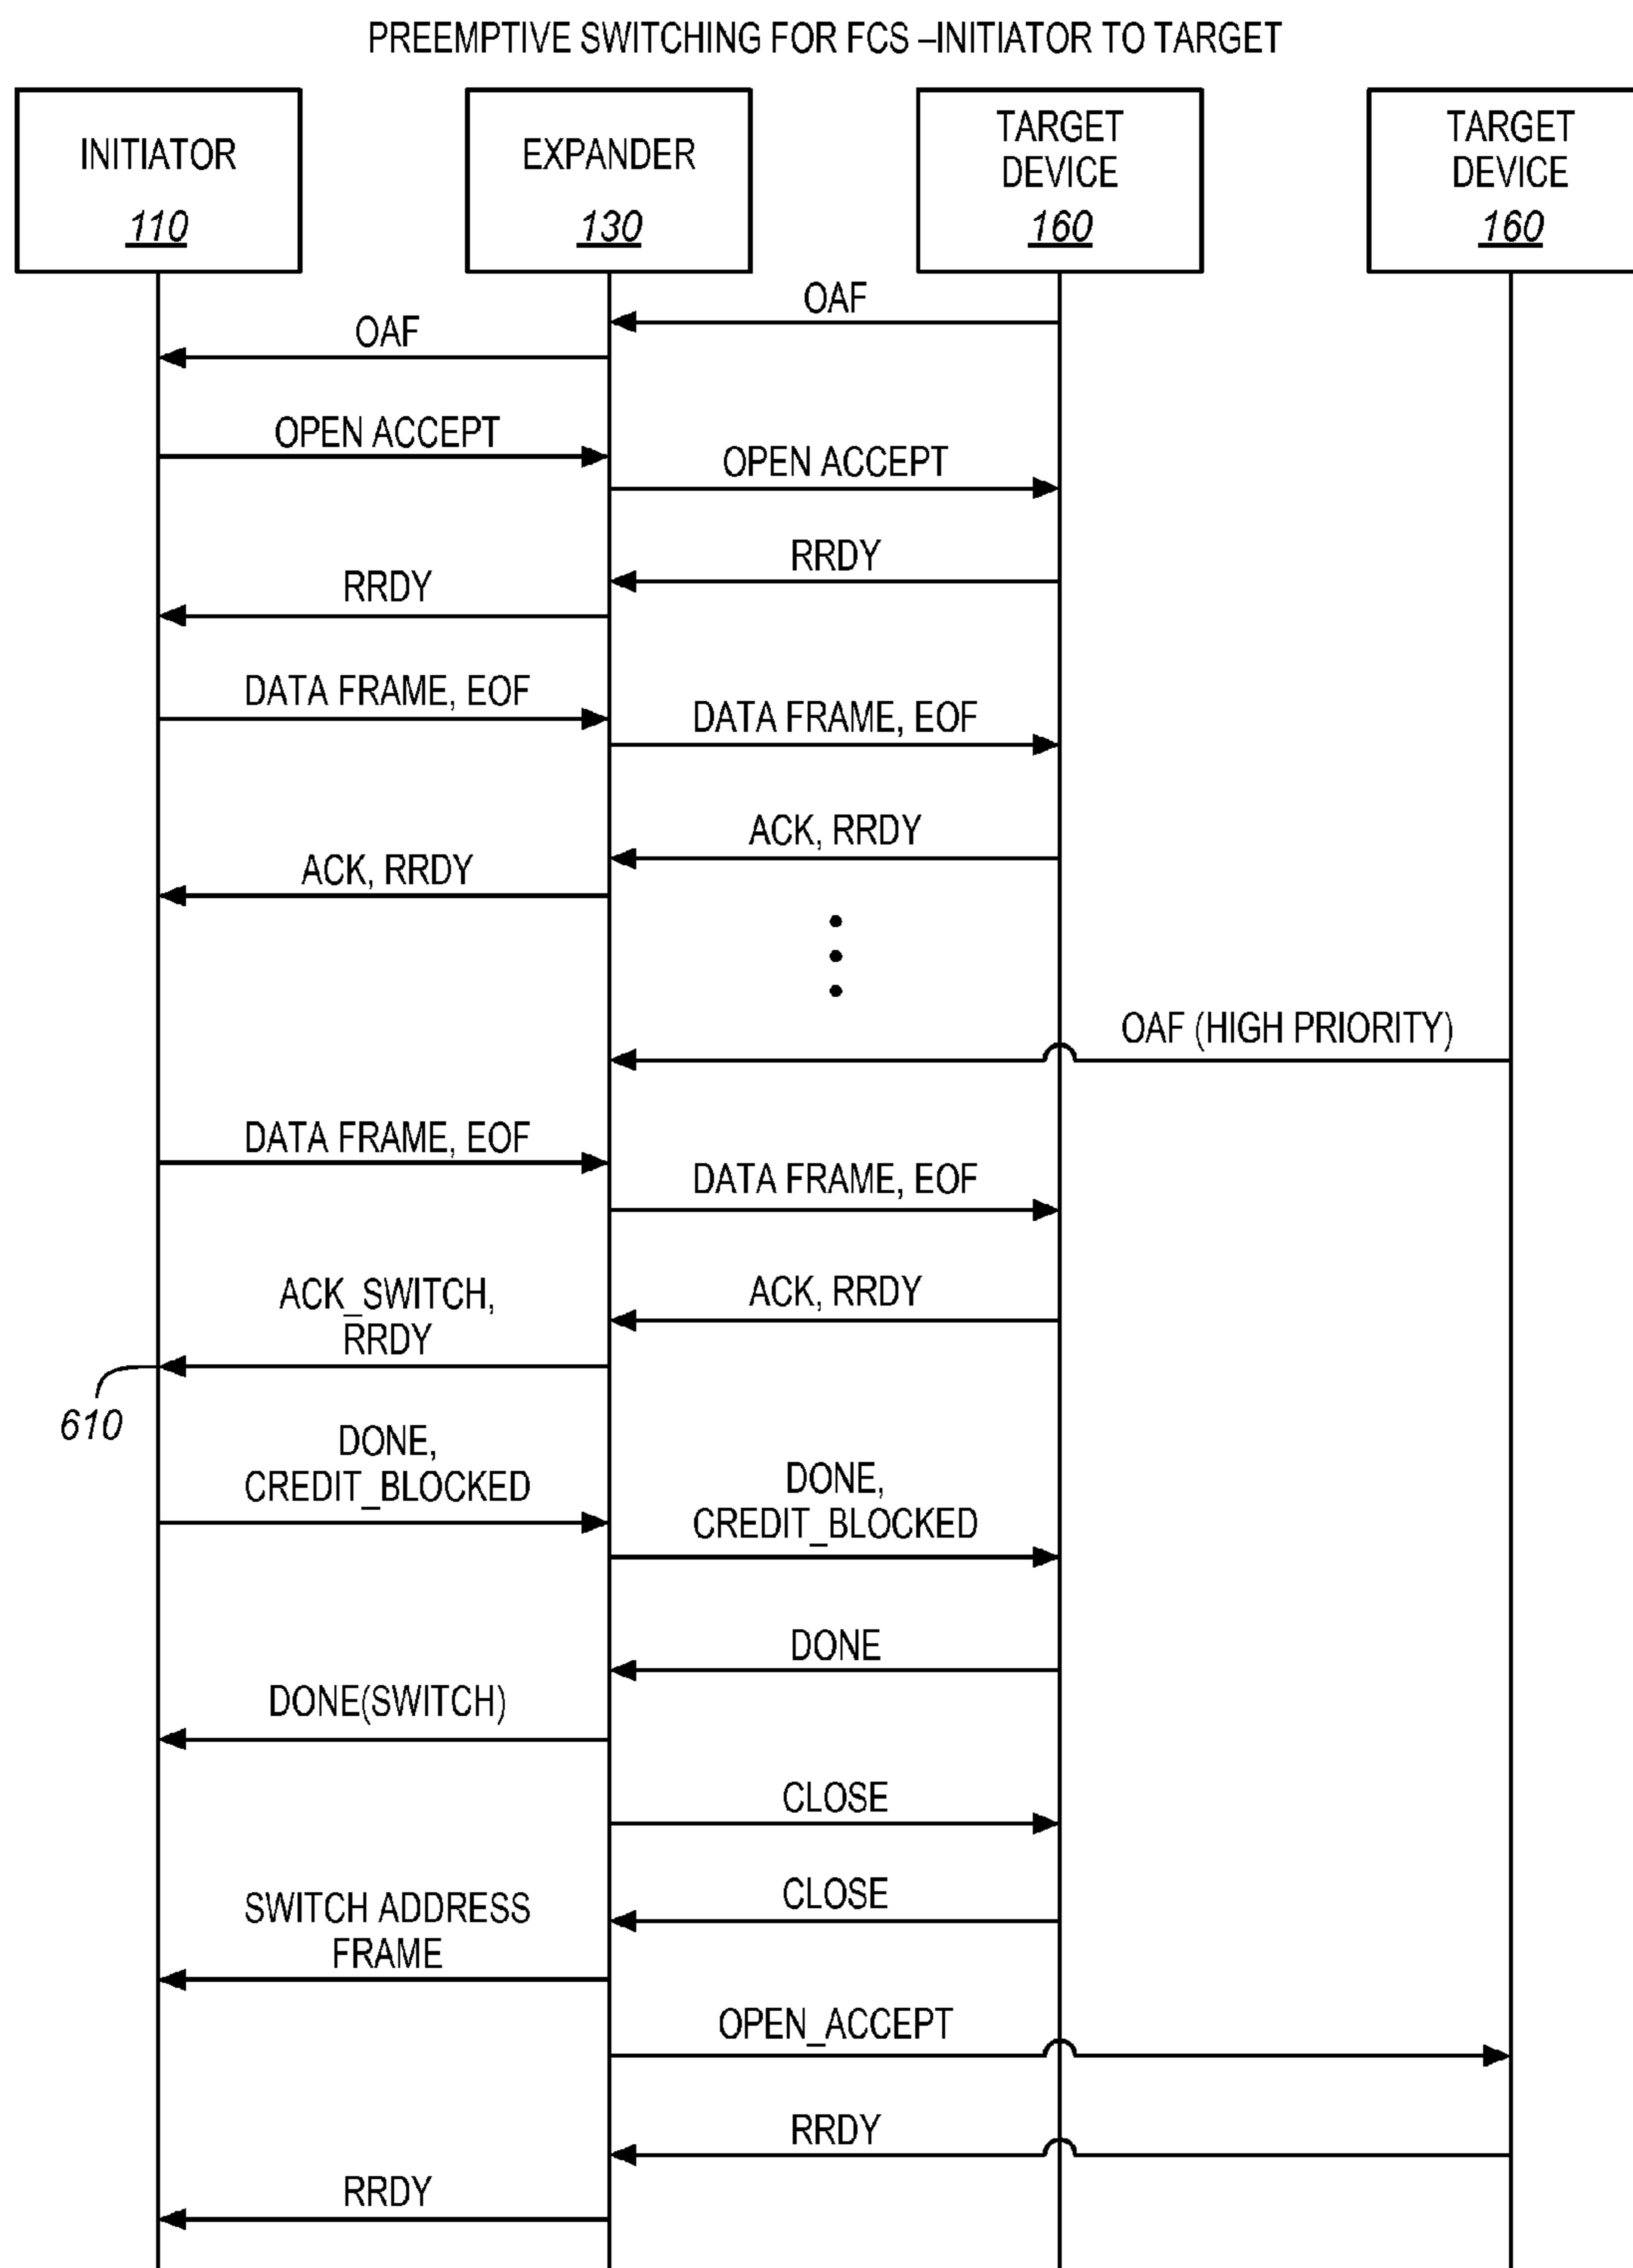 PREEMPTIVE SWITCHING FOR FCS –INITIATOR TO TARGET
INITIATOR
110
EXPANDER
130
TARGET
DEVICE
160
TARGET
DEVICE
160
OAF
OAF
OPEN ACCEPT
OPEN ACCEPT
RRDY
RRDY
DATA FRAME, EOF
DATA FRAME, EOF
ACK, RRDY
ACK, RRDY
OAF (HIGH PRIORITY)
DATA FRAME, EOF
DATA FRAME, EOF
ACK, RRDY
ACK_SWITCH,
RRDY
610
DONE,
CREDIT_BLOCKED
DONE,
CREDIT_BLOCKED
DONE
DONE(SWITCH)
CLOSE
CLOSE
SWITCH ADDRESS
FRAME
OPEN_ACCEPT
RRDY
RRDY